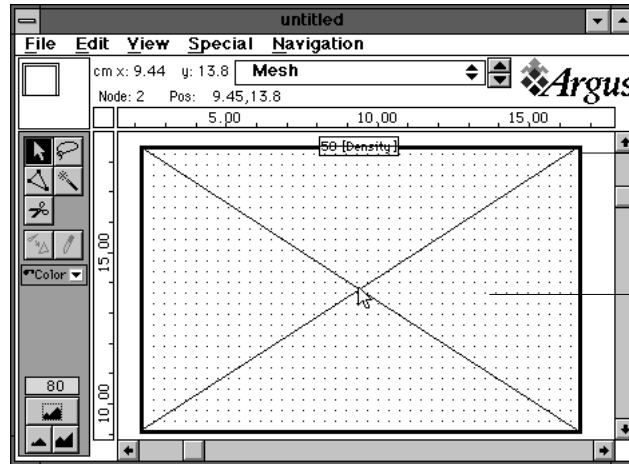 untitled
File Edit View Special Navigation
cm x: 9.44 y: 13.8 Mesh
Argus
Node: 2 Pos: 9.45,13.8
5,00 10,00 15,00
50 [Density]
15,00
Color
80
10,00